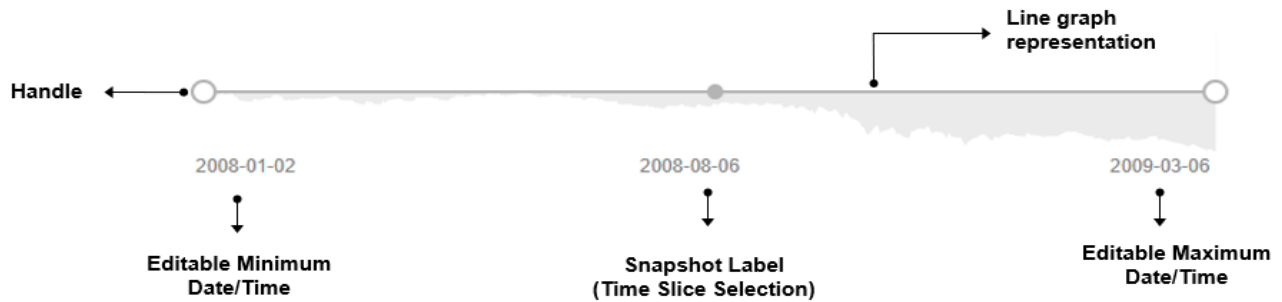 Line graph
representation
Handle
2008-01-02
2008-08-06
2009-03-06
Editable Minimum
Date/Time
Snapshot Label
(Time Slice Selection)
Editable Maximum
Date/Time